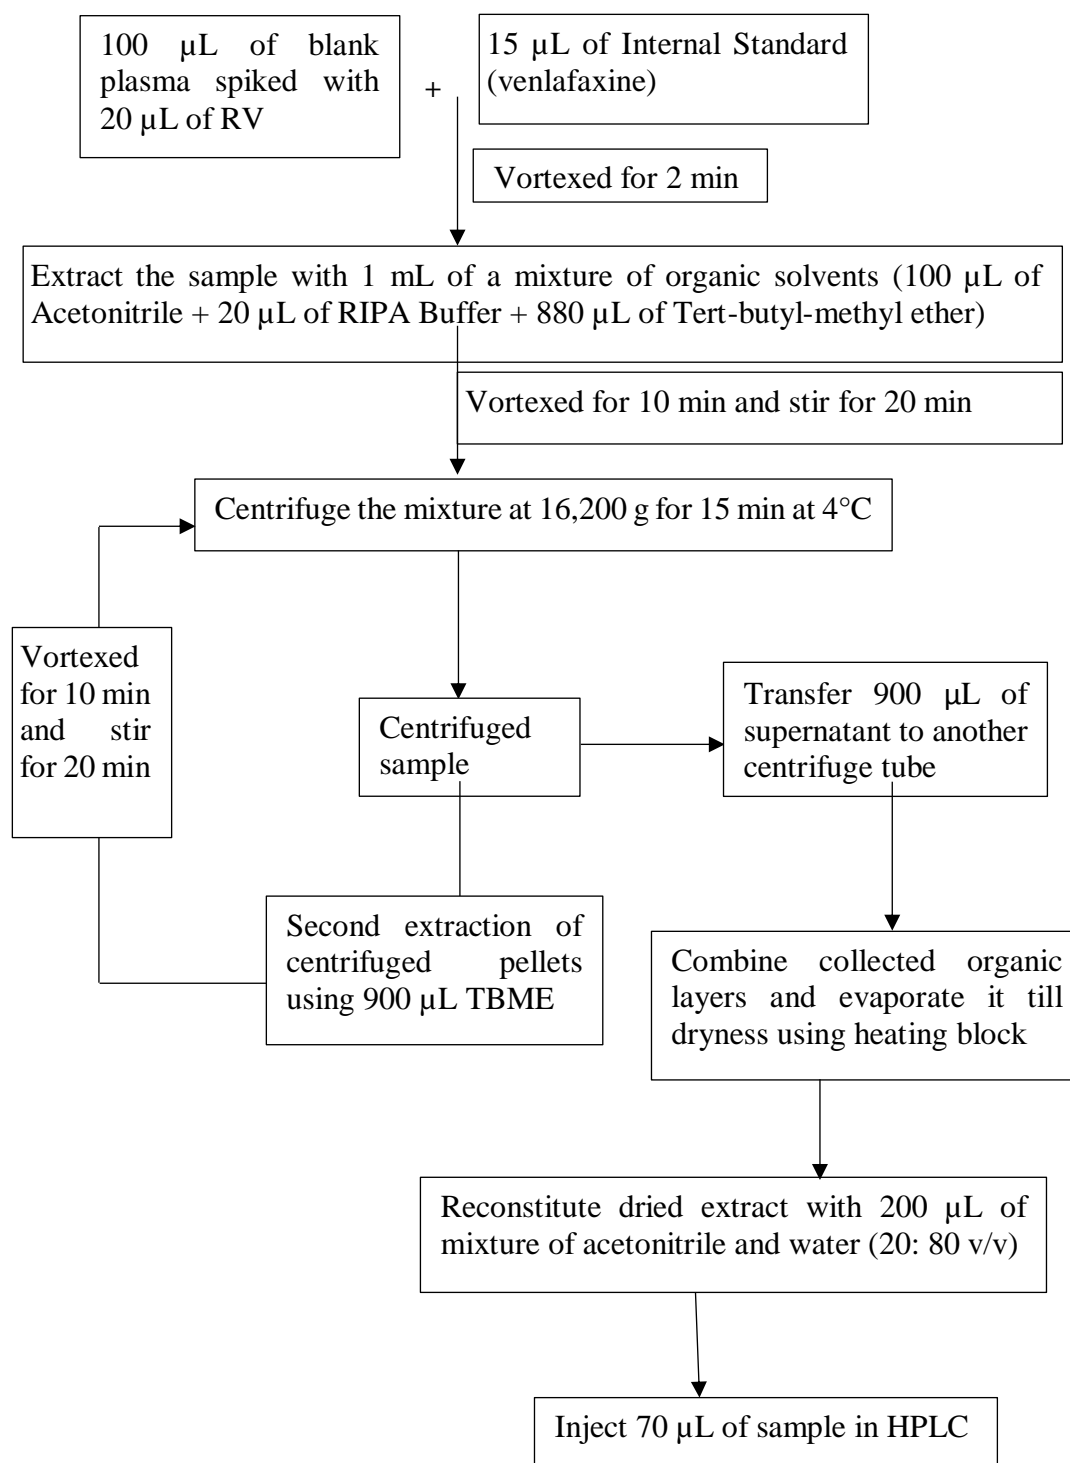 100 µL of blank
plasma spiked with
20 µL of RV
+
15 µL of Internal Standard
(venlafaxine)
Vortexed for 2 min
Extract the sample with 1 mL of a mixture of organic solvents (100 µL of
Acetonitrile + 20 µL of RIPA Buffer + 880 µL of Tert-butyl-methyl ether)
Vortexed for 10 min and stir for 20 min
Centrifuge the mixture at 16,200 g for 15 min at 4°C
Vortexed
for 10 min
and stir
for 20 min
Centrifuged
sample
Transfer 900 µL of
supernatant to another
centrifuge tube
Second extraction of
centrifuged pellets
using 900 µL TBME
Combine collected organic
layers and evaporate it till
dryness using heating block
Reconstitute dried extract with 200 µL of
mixture of acetonitrile and water (20: 80 v/v)
Inject 70 µL of sample in HPLC